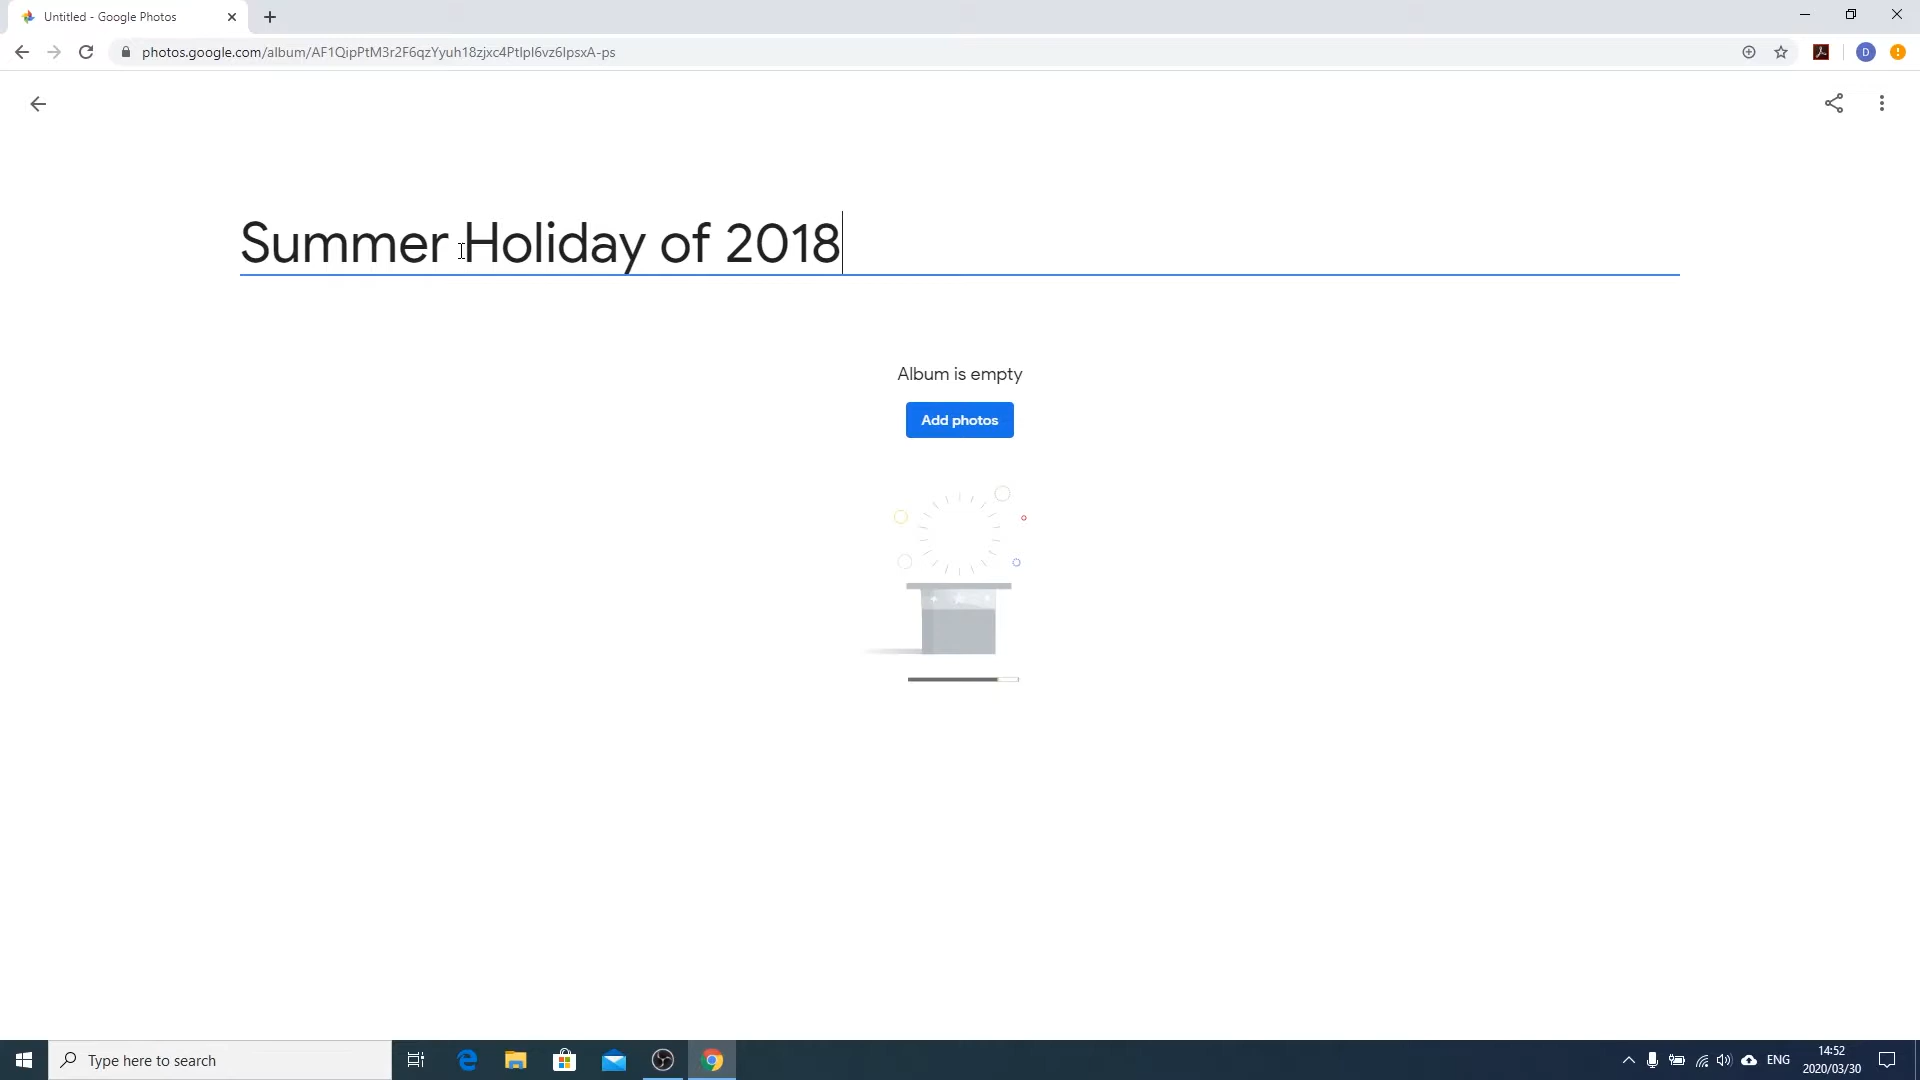 Untitled - Google Photos
photos.google.com/album/AF1QipPtM3r2F6qzYyuh18zjxc4PtIpI6vz6IpsxA-ps
D
Summer Holiday of 2018
Album is empty
Add photos
Type here to search
ENG
14:52
2020/03/30